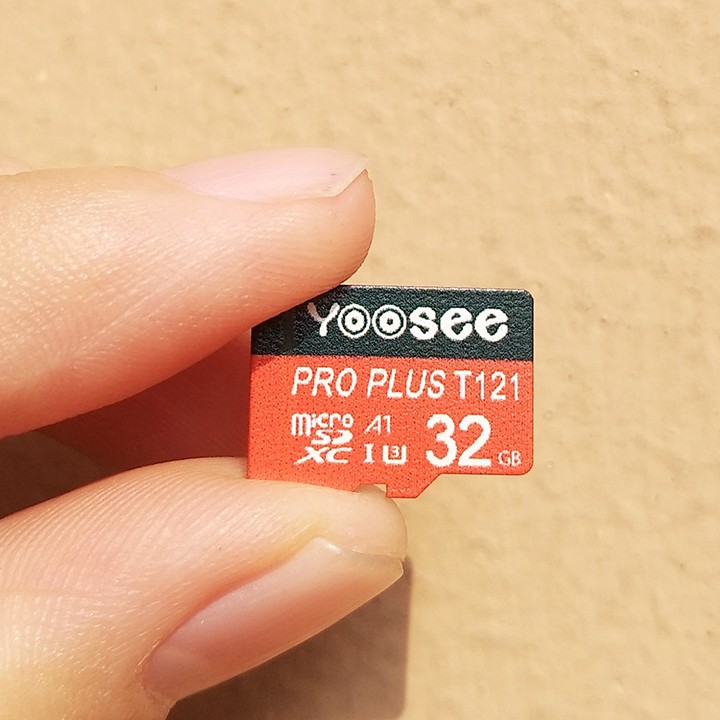 Yoosee
PRO PLUS T121
Micro SD XC A1 I U3 32 GB